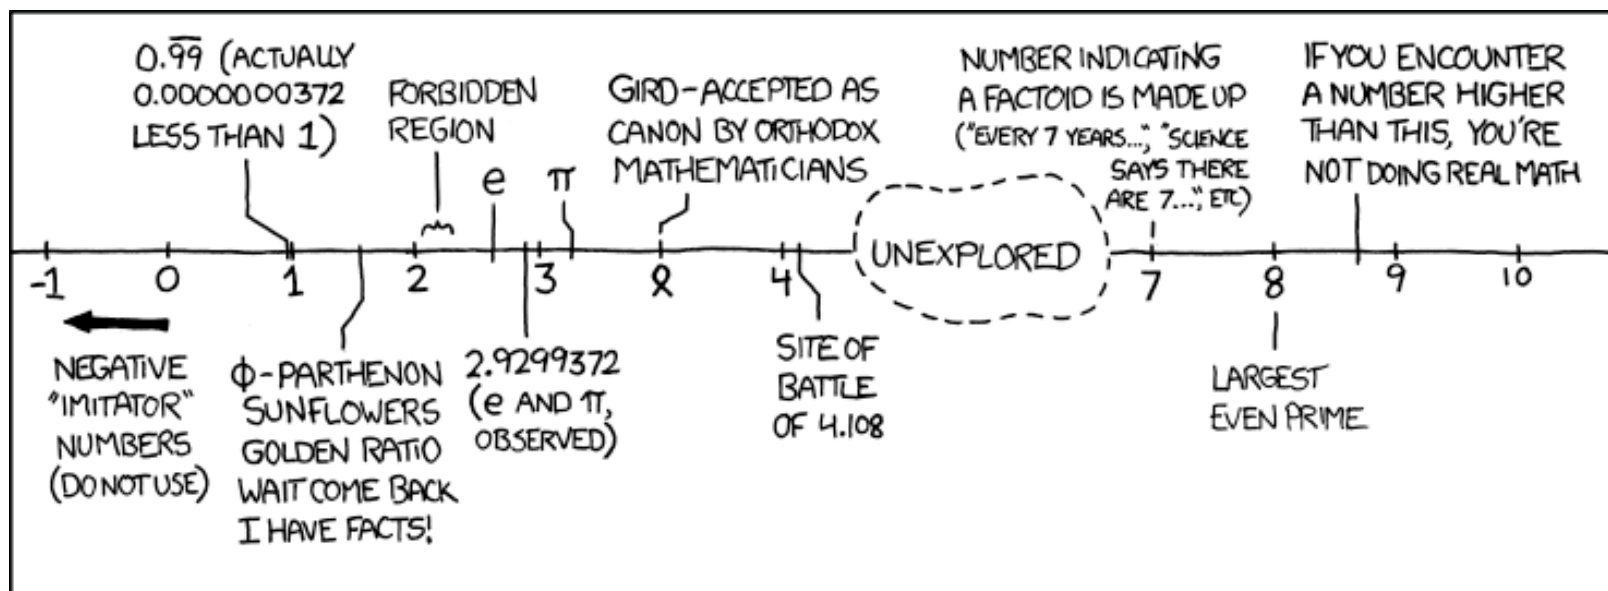 0.99 (ACTUALLY
0.0000000372
LESS THAN 1)
FORBIDDEN
REGION
e
π
GIRD-ACCEPTED AS
CANON BY ORTHODOX
MATHEMATICIANS
NUMBER INDICATING
A FACTOID IS MADE UP
("EVERY 7 YEARS...", "SCIENCE
SAYS THERE
ARE 7...", ETC)
IF YOU ENCOUNTER
A NUMBER HIGHER
THAN THIS, YOU'RE
NOT DOING REAL MATH
UNEXPLORED
-1 0 1 2 3 4 7 8 9 10
NEGATIVE
"IMITATOR"
NUMBERS
(DO NOT USE)
Φ-PARTHENON
SUNFLOWERS
GOLDEN RATIO
WAIT COME BACK
I HAVE FACTS!
2.9299372
(e AND π,
OBSERVED)
SITE OF
BATTLE
OF 4.108
LARGEST
EVEN PRIME